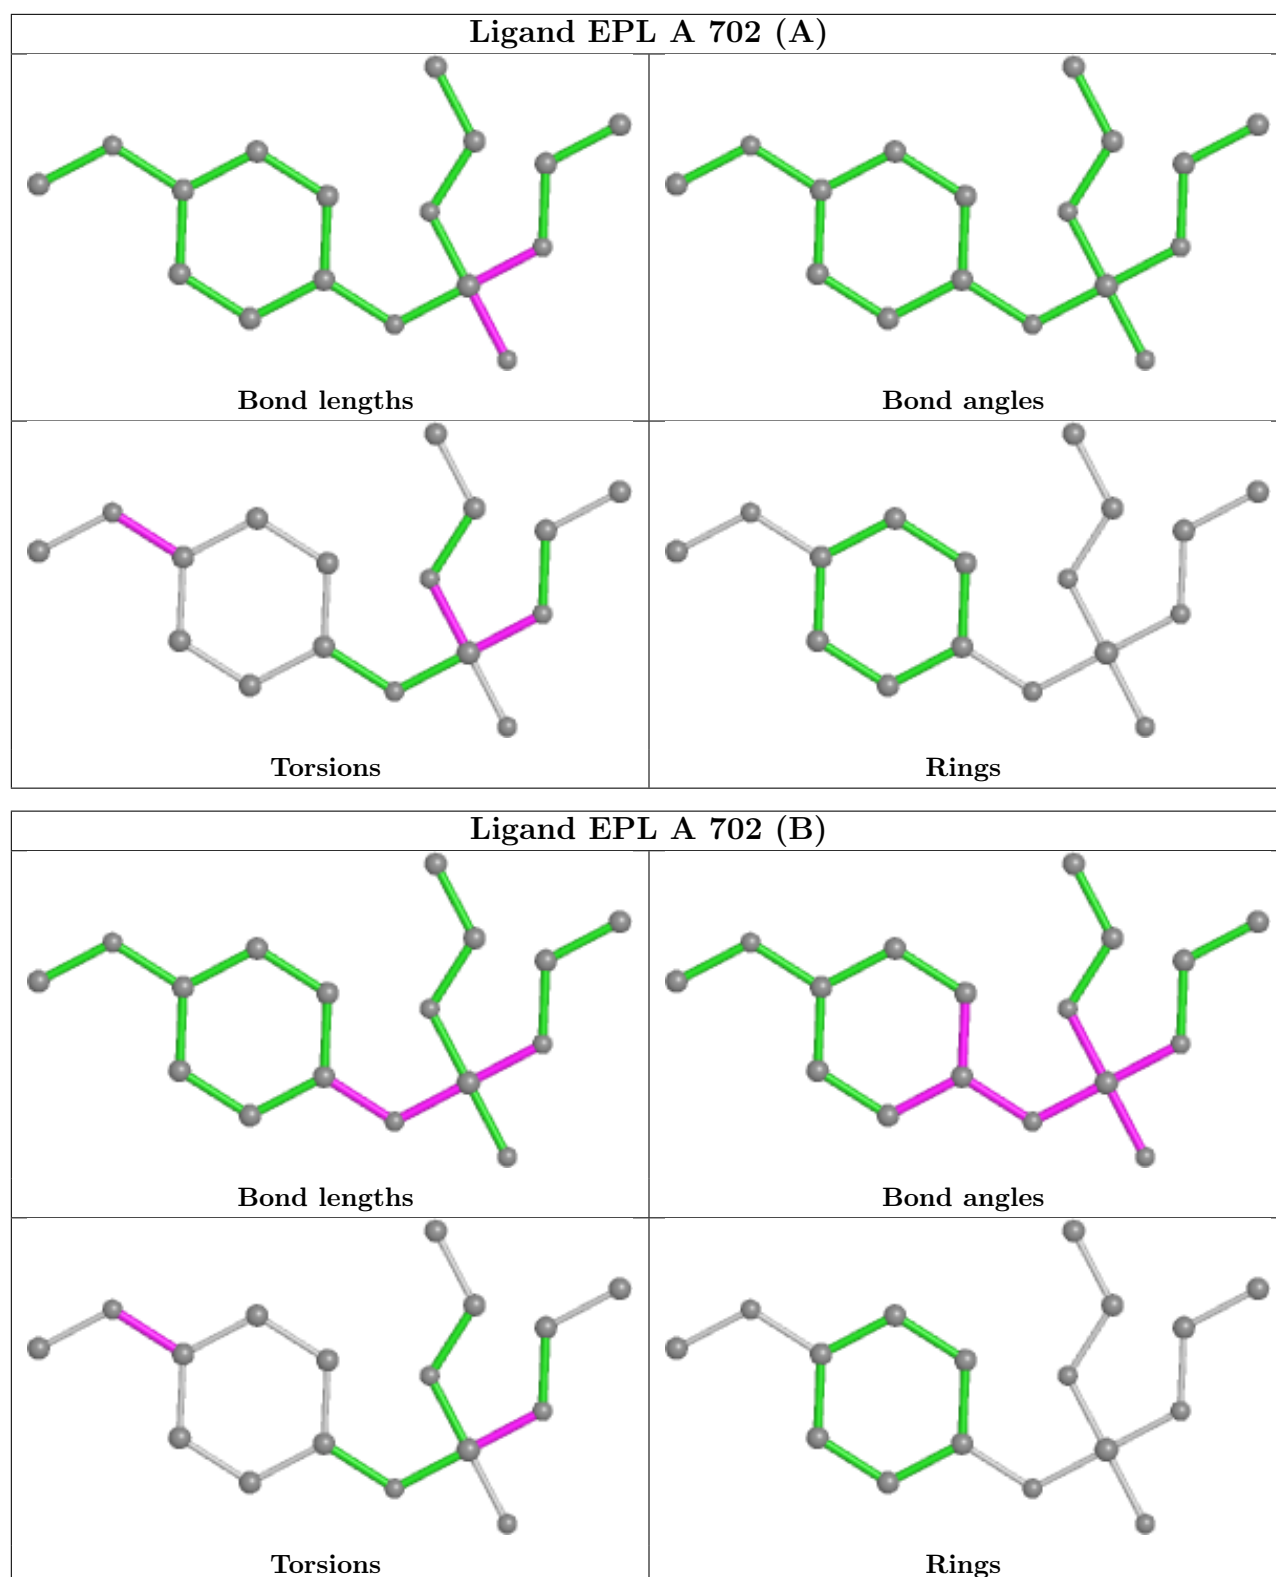 Ligand EPL A 702 (A)
Bond lengths
Bond angles
Torsions
Rings
Ligand EPL A 702 (B)
Bond lengths
Bond angles
Torsions
Rings